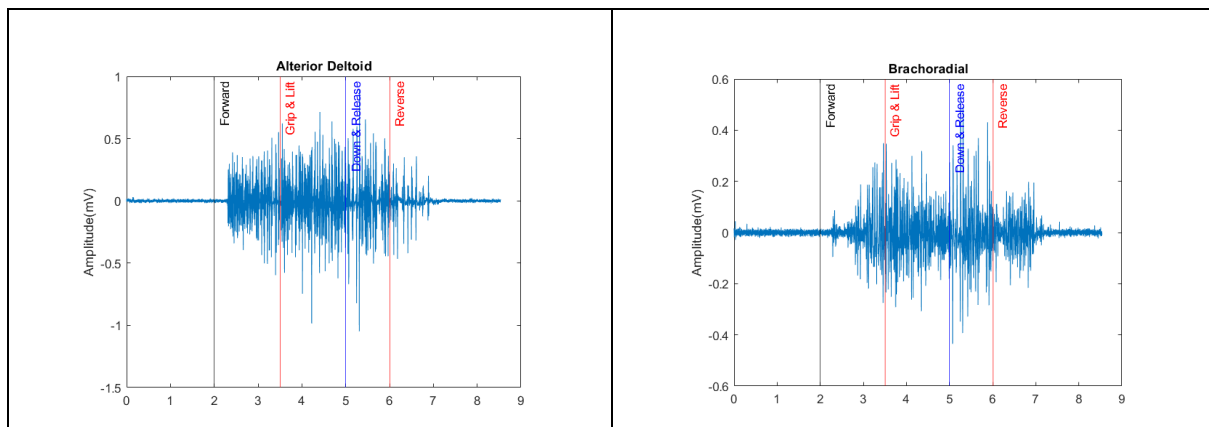 Alterior Deltoid
1
0.5
0
-0.5
-1
-1.5
Amplitude(mV)
Forward
Grip & Lift
Down & Release
Reverse
0 1 2 3 4 5 6 7 8 9
Brachoradial
0.6
0.4
0.2
0
-0.2
-0.4
-0.6
Amplitude(mV)
Forward
Grip & Lift
Down & Release
Reverse
0 1 2 3 4 5 6 7 8 9